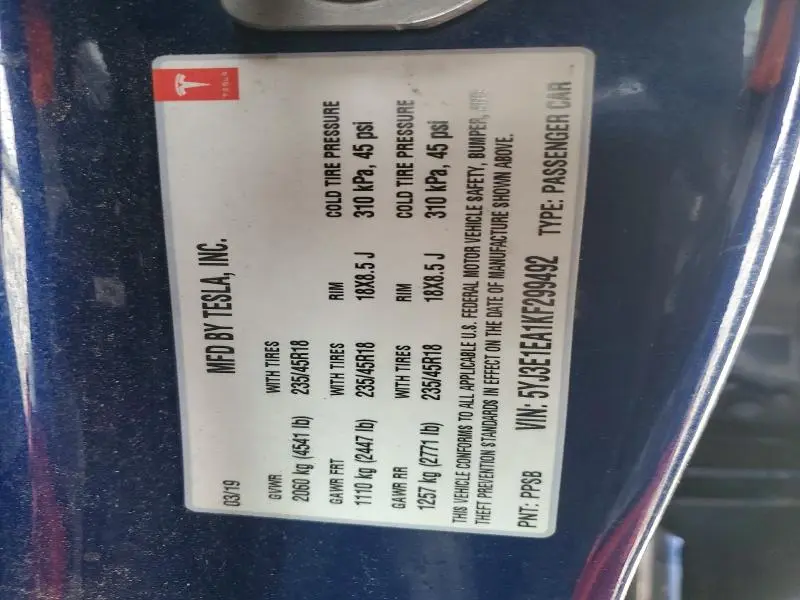 TESLA
03/19 MFD BY TESLA, INC.
GVWR WITH TIRES RIM COLD TIRE PRESSURE
2060 kg (4541 lb) 235/45R18 18X8.5 J 310 kPa, 45 psi
GAWR FRT WITH TIRES RIM COLD TIRE PRESSURE
1110 kg (2447 lb) 235/45R18 18X8.5 J 310 kPa, 45 psi
GAWR RR WITH TIRES
1257 kg (2771 lb) 235/45R18
THIS VEHICLE CONFORMS TO ALL APPLICABLE U.S. FEDERAL MOTOR VEHICLE SAFETY, BUMPER, AND
THEFT PREVENTION STANDARDS IN EFFECT ON THE DATE OF MANUFACTURE SHOWN ABOVE.
PNT: PPSB VIN: 5YJ3E1EA1KF299492 TYPE: PASSENGER CAR